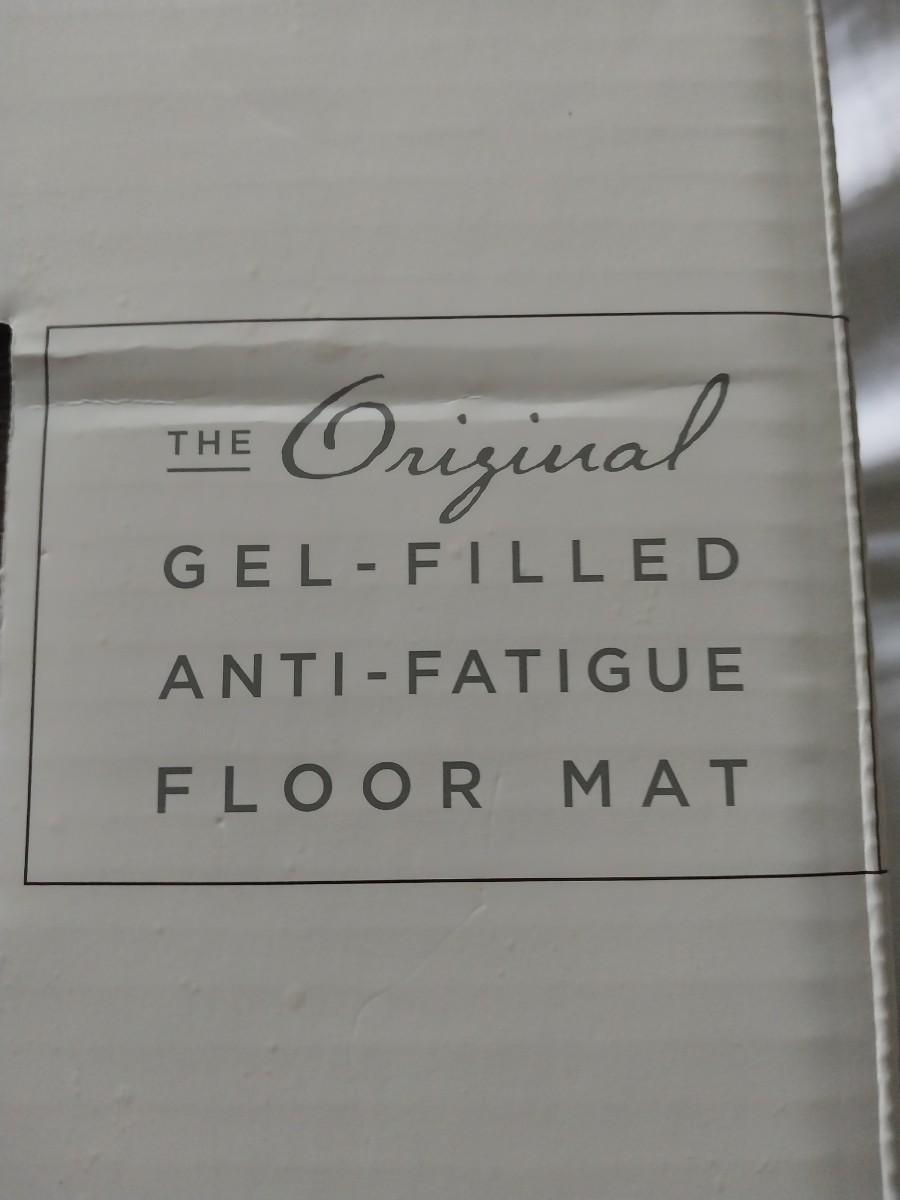 THE Original
GEL-FILLED
ANTI-FATIGUE
FLOOR MAT